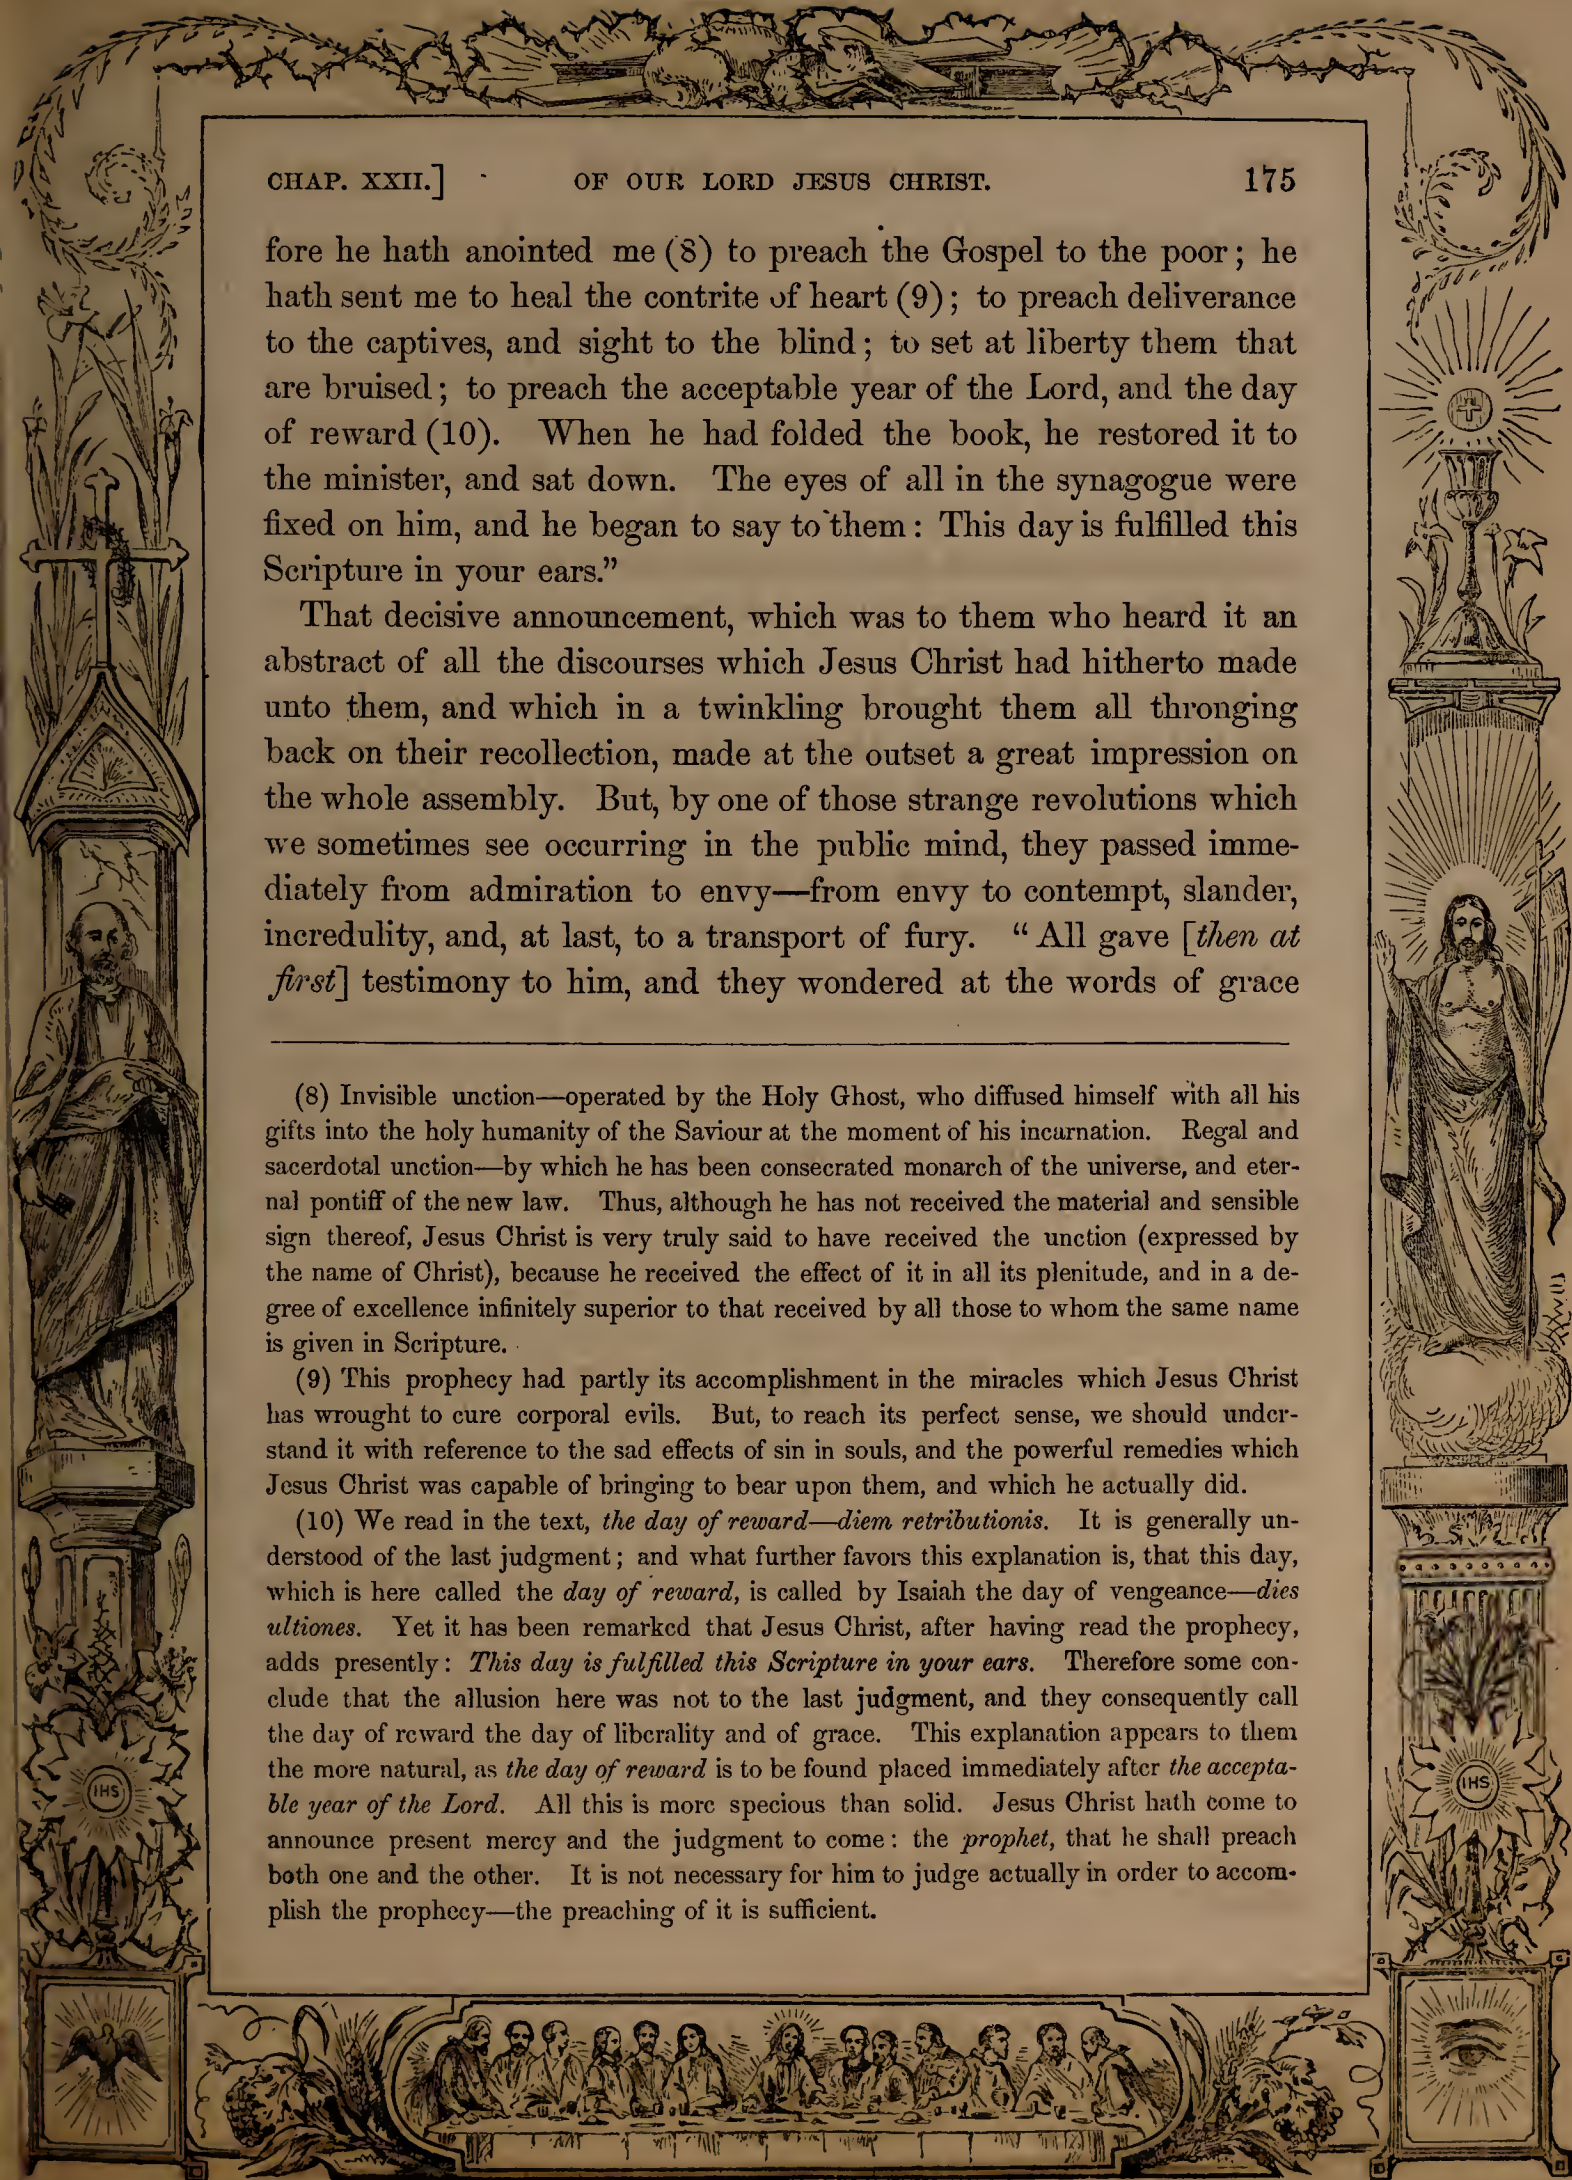 CHAP. XXII.] OF OUR LORD JESUS CHRIST. 175
fore he hath anointed me (8) to preach the Gospel to the poor; he
hath sent me to heal the contrite of heart (9); to preach deliverance
to the captives, and sight to the blind; to set at liberty them that
are bruised; to preach the acceptable year of the Lord, and the day
of reward (10). When he had folded the book, he restored it to
the minister, and sat down. The eyes of all in the synagogue were
fixed on him, and he began to say to them: This day is fulfilled this
Scripture in your ears.”
That decisive announcement, which was to them who heard it an
abstract of all the discourses which Jesus Christ had hitherto made
unto them, and which in a twinkling brought them all thronging
back on their recollection, made at the outset a great impression on
the whole assembly. But, by one of those strange revolutions which
we sometimes see occurring in the public mind, they passed imme-
diately from admiration to envy—from envy to contempt, slander,
incredulity, and, at last, to a transport of fury. “All gave [then at
first] testimony to him, and they wondered at the words of grace
(8) Invisible unction—operated by the Holy Ghost, who diffused himself with all his
gifts into the holy humanity of the Saviour at the moment of his incarnation. Regal and
sacerdotal unction—by which he has been consecrated monarch of the universe, and eter-
nal pontiff of the new law. Thus, although he has not received the material and sensible
sign thereof, Jesus Christ is very truly said to have received the unction (expressed by
the name of Christ), because he received the effect of it in all its plenitude, and in a de-
gree of excellence infinitely superior to that received by all those to whom the same name
is given in Scripture.
(9) This prophecy had partly its accomplishment in the miracles which Jesus Christ
has wrought to cure corporal evils. But, to reach its perfect sense, we should under-
stand it with reference to the sad effects of sin in souls, and the powerful remedies which
Jesus Christ was capable of bringing to bear upon them, and which he actually did.
(10) We read in the text, the day of reward—diem retributionis. It is generally un-
derstood of the last judgment; and what further favors this explanation is, that this day,
which is here called the day of reward, is called by Isaiah the day of vengeance—dies
ultiones. Yet it has been remarked that Jesus Christ, after having read the prophecy,
adds presently: This day is fulfilled this Scripture in your ears. Therefore some con-
clude that the allusion here was not to the last judgment, and they consequently call
the day of reward the day of liberality and of grace. This explanation appears to them
the more natural, as the day of reward is to be found placed immediately after the accepta-
ble year of the Lord. All this is more specious than solid. Jesus Christ hath come to
announce present mercy and the judgment to come: the prophet, that he shall preach
both one and the other. It is not necessary for him to judge actually in order to accom-
plish the prophecy—the preaching of it is sufficient.
IHS
IHS